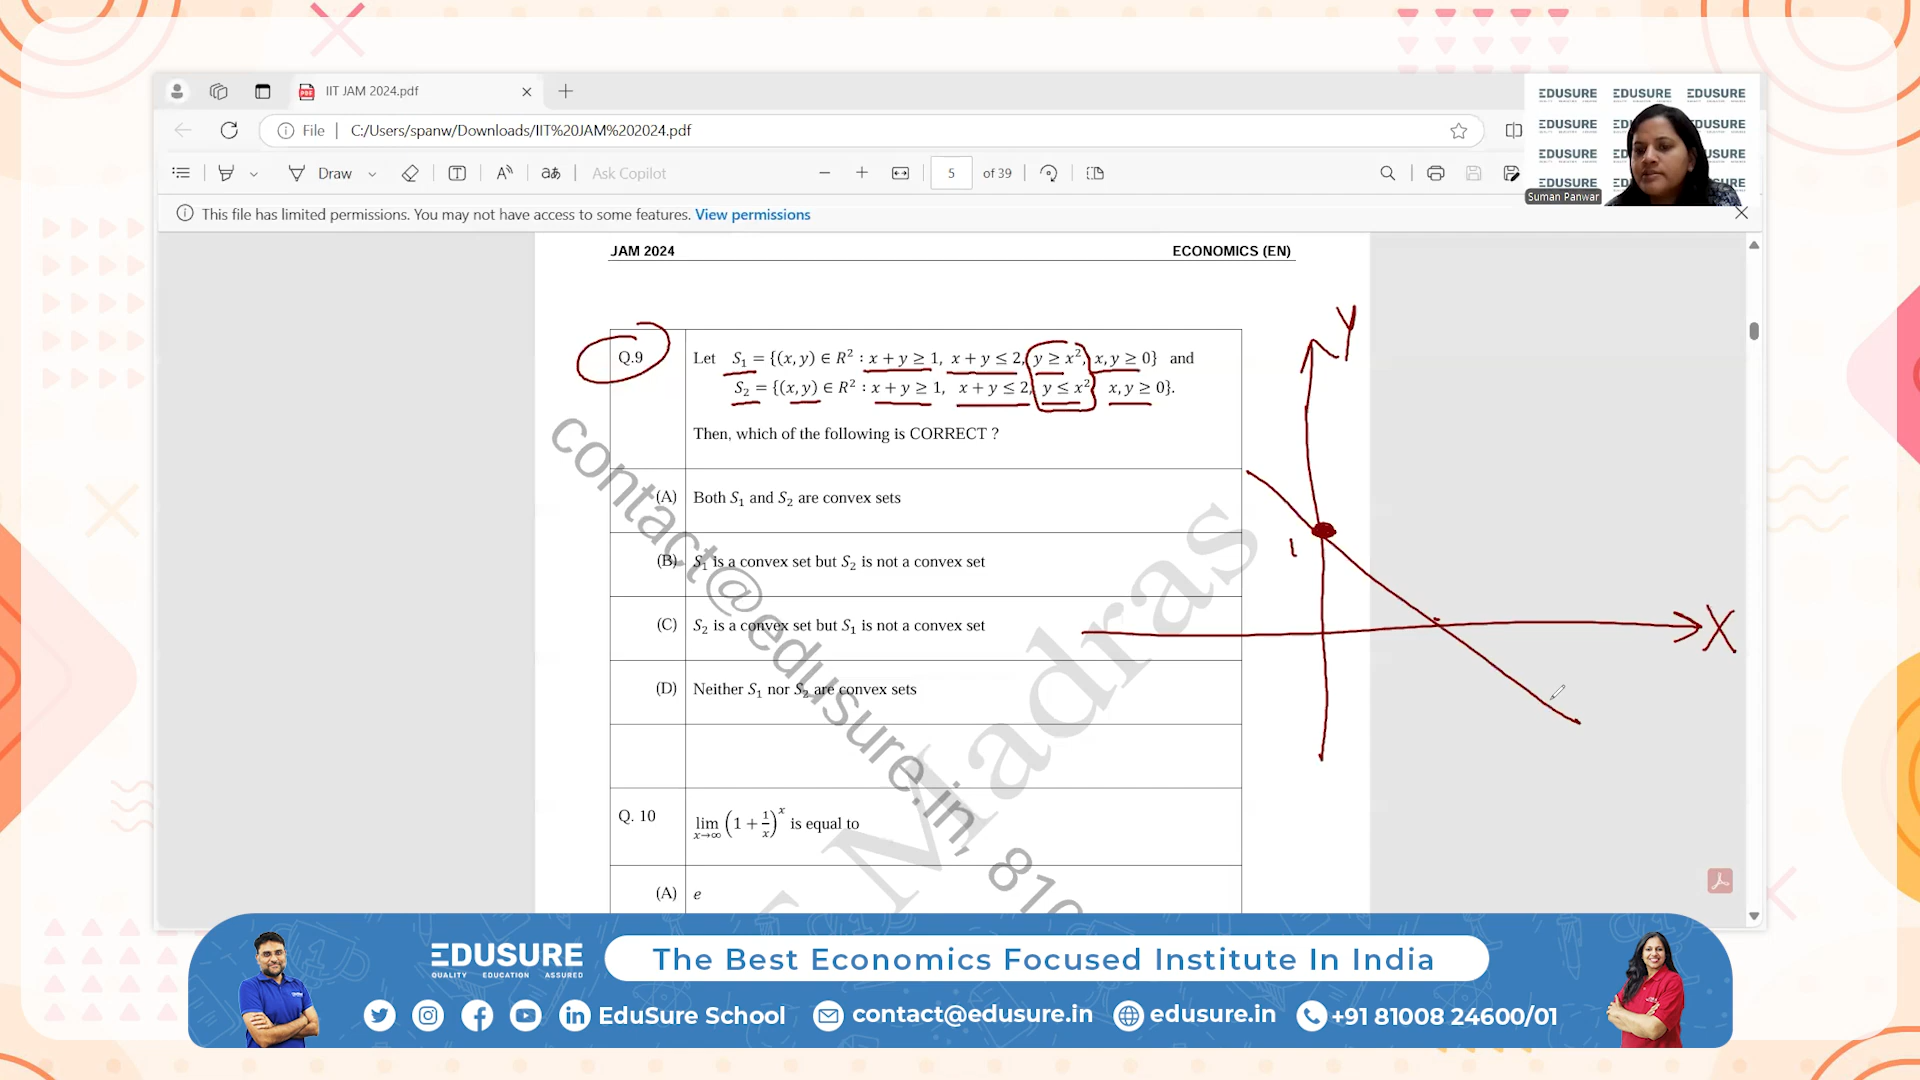 IIT JAM 2024.pdf
File | C:/Users/spanw/Downloads/IIT%20JAM%202024.pdf
Draw
Ask Copilot
5 of 39
This file has limited permissions. You may not have access to some features. View permissions
EDUSURE EDUSURE EDUSURE
EDUSURE
EDUSURE
EDUSURE
Suman Panwar
JAM 2024 ECONOMICS (EN)
Q.9 Let S₁ = {(x, y) ∈ R² : x + y ≥ 1, x + y ≤ 2, y ≥ x², x, y ≥ 0} and
S₂ = {(x, y) ∈ R² : x + y ≥ 1, x + y ≤ 2, y ≤ x² x, y ≥ 0}.
Then, which of the following is CORRECT ?
(A) Both S₁ and S₂ are convex sets
(B) S₁ is a convex set but S₂ is not a convex set
(C) S₂ is a convex set but S₁ is not a convex set
(D) Neither S₁ nor S₂ are convex sets
Q. 10 lim x→∞ (1 + 1/x)^x is equal to
(A) e
contact@edusure.in, 810
Madras
Y
1
X
EDUSURE
QUALITY EDUCATION ASSURED
The Best Economics Focused Institute In India
EduSure School contact@edusure.in edusure.in +91 81008 24600/01